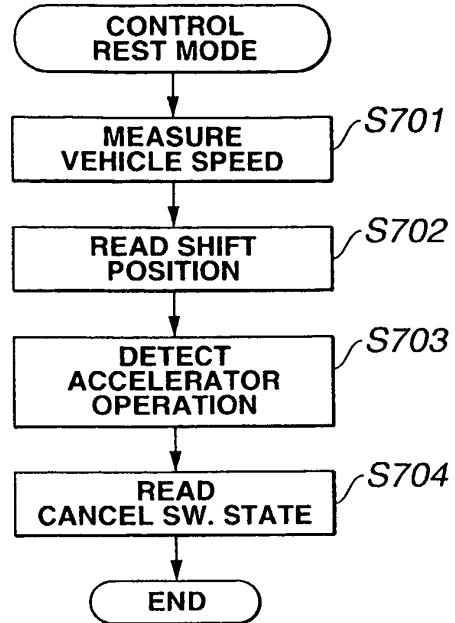 CONTROL
REST MODE
MEASURE
VEHICLE SPEED
S701
READ SHIFT
POSITION
S702
DETECT
ACCELERATOR
OPERATION
S703
READ
CANCEL SW. STATE
S704
END